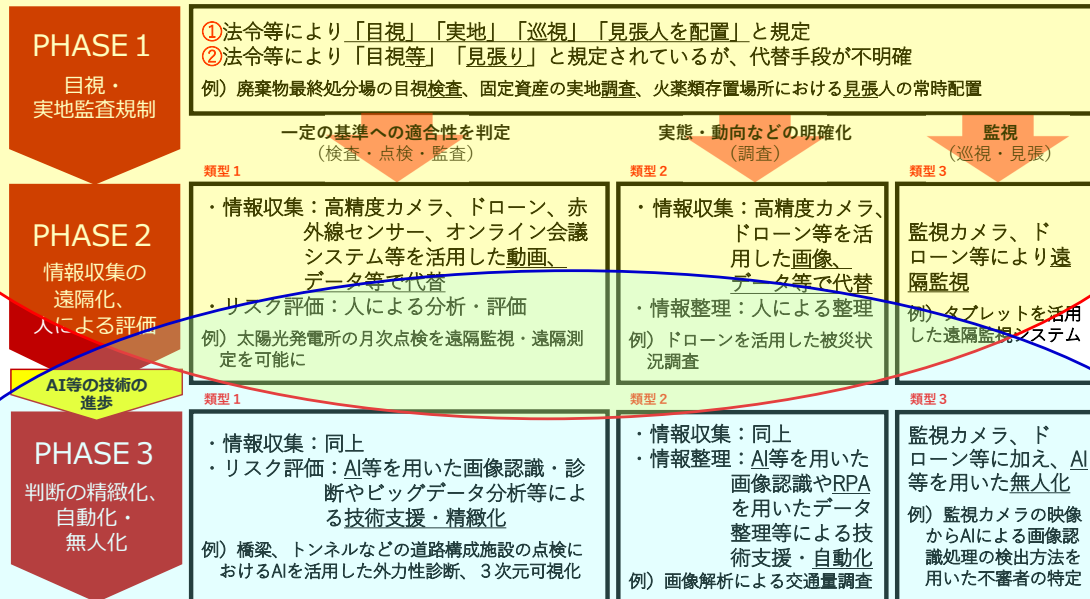 PHASE 1
目視・
実地監査規制
①法令等により「目視」「実地」「巡視」「見張人を配置」と規定
②法令等により「目視等」「見張り」と規定されているが、代替手段が不明確
例）廃棄物最終処分場の目視検査、固定資産の実地調査、火薬類存置場所における見張人の常時配置
一定の基準への適合性を判定
（検査・点検・監査）
実態・動向などの明確化
（調査）
監視
（巡視・見張）
PHASE 2
情報収集の
遠隔化、
人による評価
類型１
・情報収集：高精度カメラ、ドローン、赤
外線センサー、オンライン会議
システム等を活用した動画、
データ等で代替
・リスク評価：人による分析・評価
例）太陽光発電所の月次点検を遠隔監視・遠隔測
定を可能に
類型２
・情報収集：高精度カメラ、
ドローン等を活
用した画像、
データ等で代替
・情報整理：人による整理
例）ドローンを活用した被災状
況調査
類型３
監視カメラ、ド
ローン等により遠
隔監視
例）タブレットを活用
した遠隔監視システム
AI等の技術の
進歩
PHASE 3
判断の精緻化、
自動化・
無人化
類型１
・情報収集：同上
・リスク評価：AI等を用いた画像認識・診
断やビッグデータ分析等によ
る技術支援・精緻化
例）橋梁、トンネルなどの道路構成施設の点検に
おけるAIを活用した外力性診断、３次元可視化
類型２
・情報収集：同上
・情報整理：AI等を用いた
画像認識やRPA
を用いたデータ
整理等による技
術支援・自動化
例）画像解析による交通量調査
類型３
監視カメラ、ド
ローン等に加え、AI
等を用いた無人化
例）監視カメラの映像
からAIによる画像認
識処理の検出方法を
用いた不審者の特定